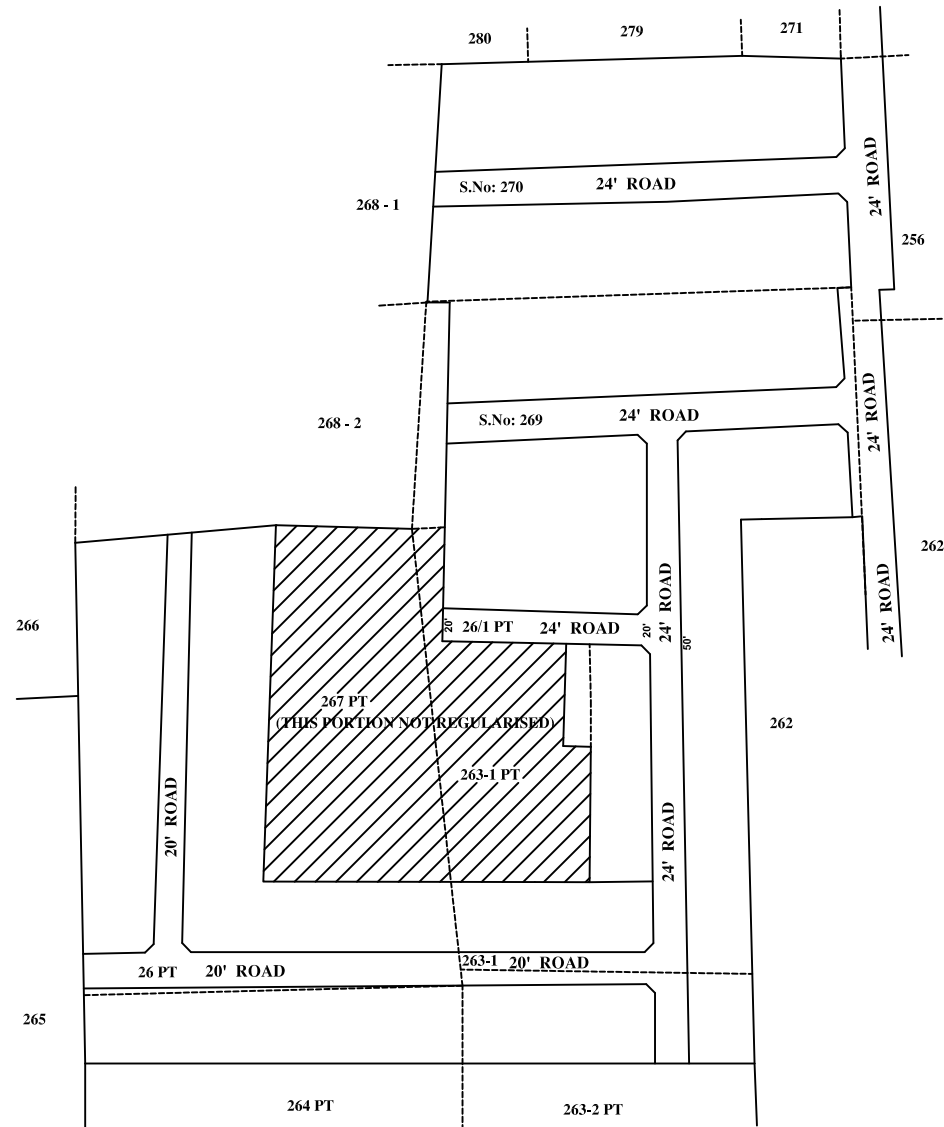 280
279
271
S.No: 270
24' ROAD
24' ROAD
268 - 1
256
268 - 2
S.No: 269
24' ROAD
24' ROAD
262
24' ROAD
24' ROAD
266
20'
26/1 PT
24' ROAD
20'
50'
267 PT
(THIS PORTION NOT REGULARISED)
262
263-1 PT
20' ROAD
24' ROAD
263-1
20' ROAD
26 PT
20' ROAD
265
264 PT
263-2 PT